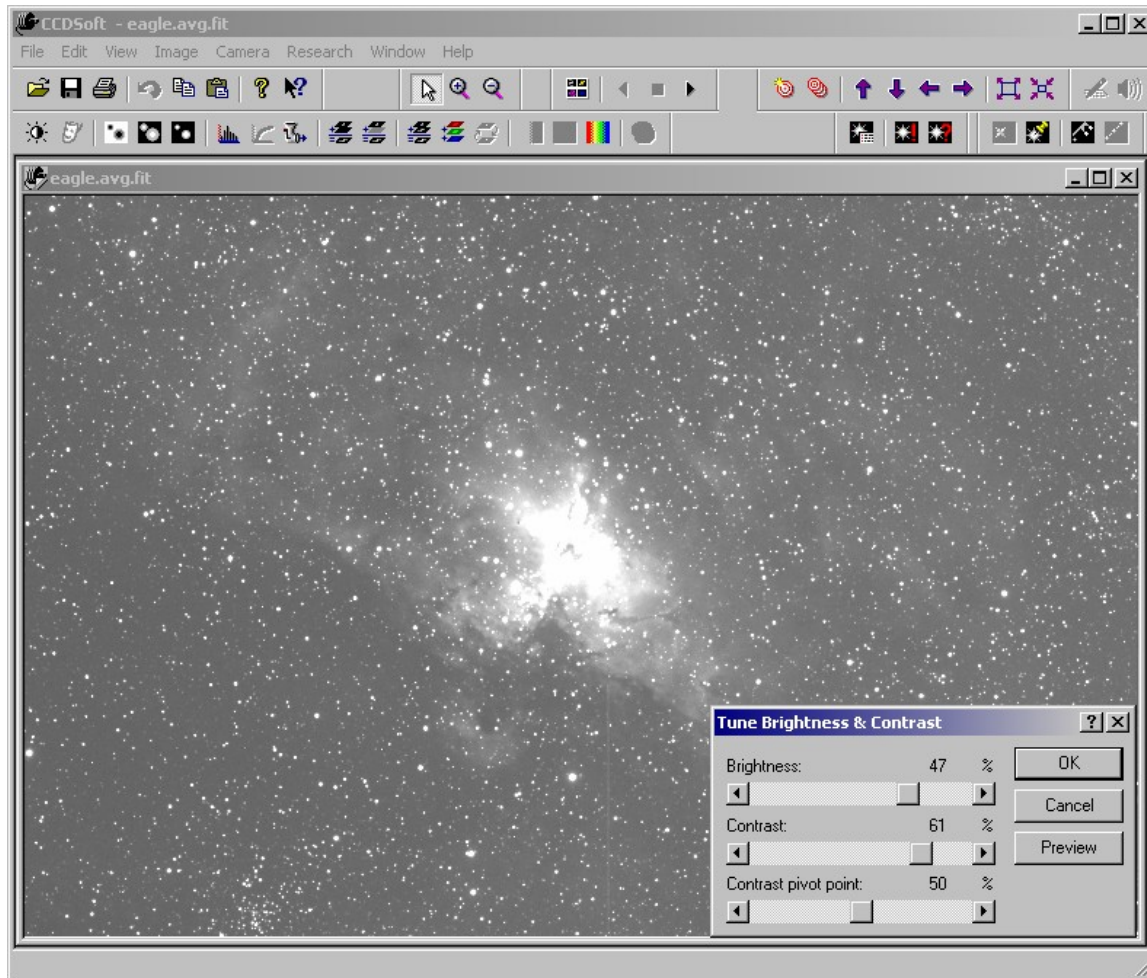 CCDSoft - eagle.avg.fit
File Edit View Image Camera Research Window Help
eagle.avg.fit
Tune Brightness & Contrast
Brightness: 47 %
OK
Cancel
Contrast: 61 %
Preview
Contrast pivot point: 50 %